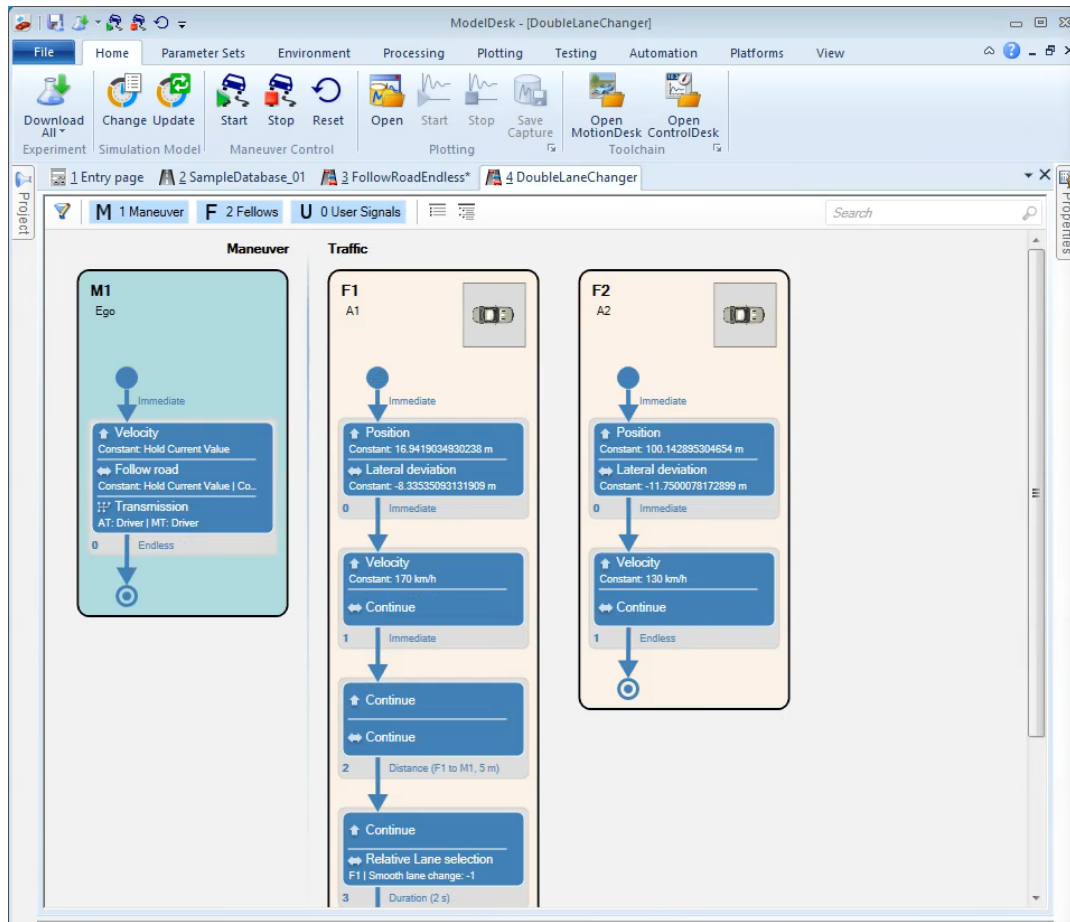 ModelDesk - [DoubleLaneChanger]
File Home Parameter Sets Environment Processing Plotting Testing Automation Platforms View
Download All Change Update Start Stop Reset Open Start Stop Save Capture Open MotionDesk Open ControlDesk
Experiment Simulation Model Maneuver Control Plotting Toolchain
1 Entry page 2 SampleDatabase_01 3 FollowRoadEndless* 4 DoubleLaneChanger
Project
Properties
M 1 Maneuver F 2 Fellows U 0 User Signals Search
Maneuver Traffic
M1
Ego
Immediate
Velocity
Constant: Hold Current Value
Follow road
Constant: Hold Current Value | Co...
Transmission
AT: Driver | MT: Driver
0 Endless
F1
A1
Immediate
Position
Constant: 16.9419034930238 m
Lateral deviation
Constant: -8.33535093131909 m
0 Immediate
Velocity
Constant: 170 km/h
Continue
1 Immediate
Continue
Continue
2 Distance (F1 to M1, 5 m)
Continue
Relative Lane selection
F1 | Smooth lane change: -1
3 Duration (2 s)
F2
A2
Immediate
Position
Constant: 100.142895304654 m
Lateral deviation
Constant: -11.7500078172899 m
0 Immediate
Velocity
Constant: 130 km/h
Continue
1 Endless